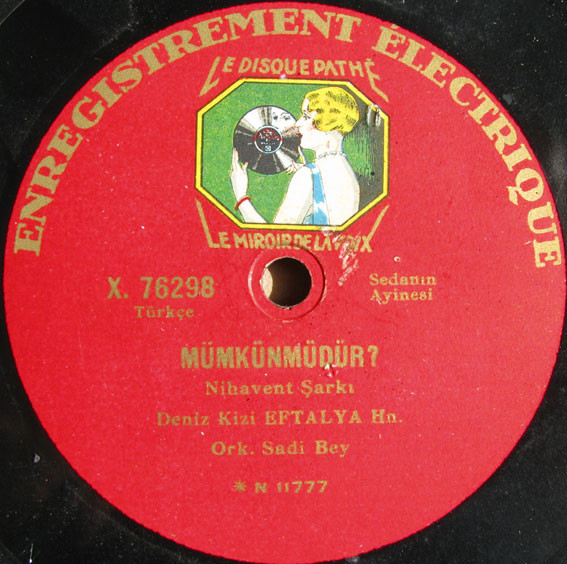 ENREGISTREMENT ÉLECTRIQUE
LE DISQUE PATHÉ
LE MIROIR DE LA VOIX
X. 76298
Türkçe
Sedanın
Ayinesi
MÜMKÜNMÜDÜR?
Nihavent Şarkı
Deniz Kizi EFTALYA Hn.
Ork. Sadi Bey
* N 11777